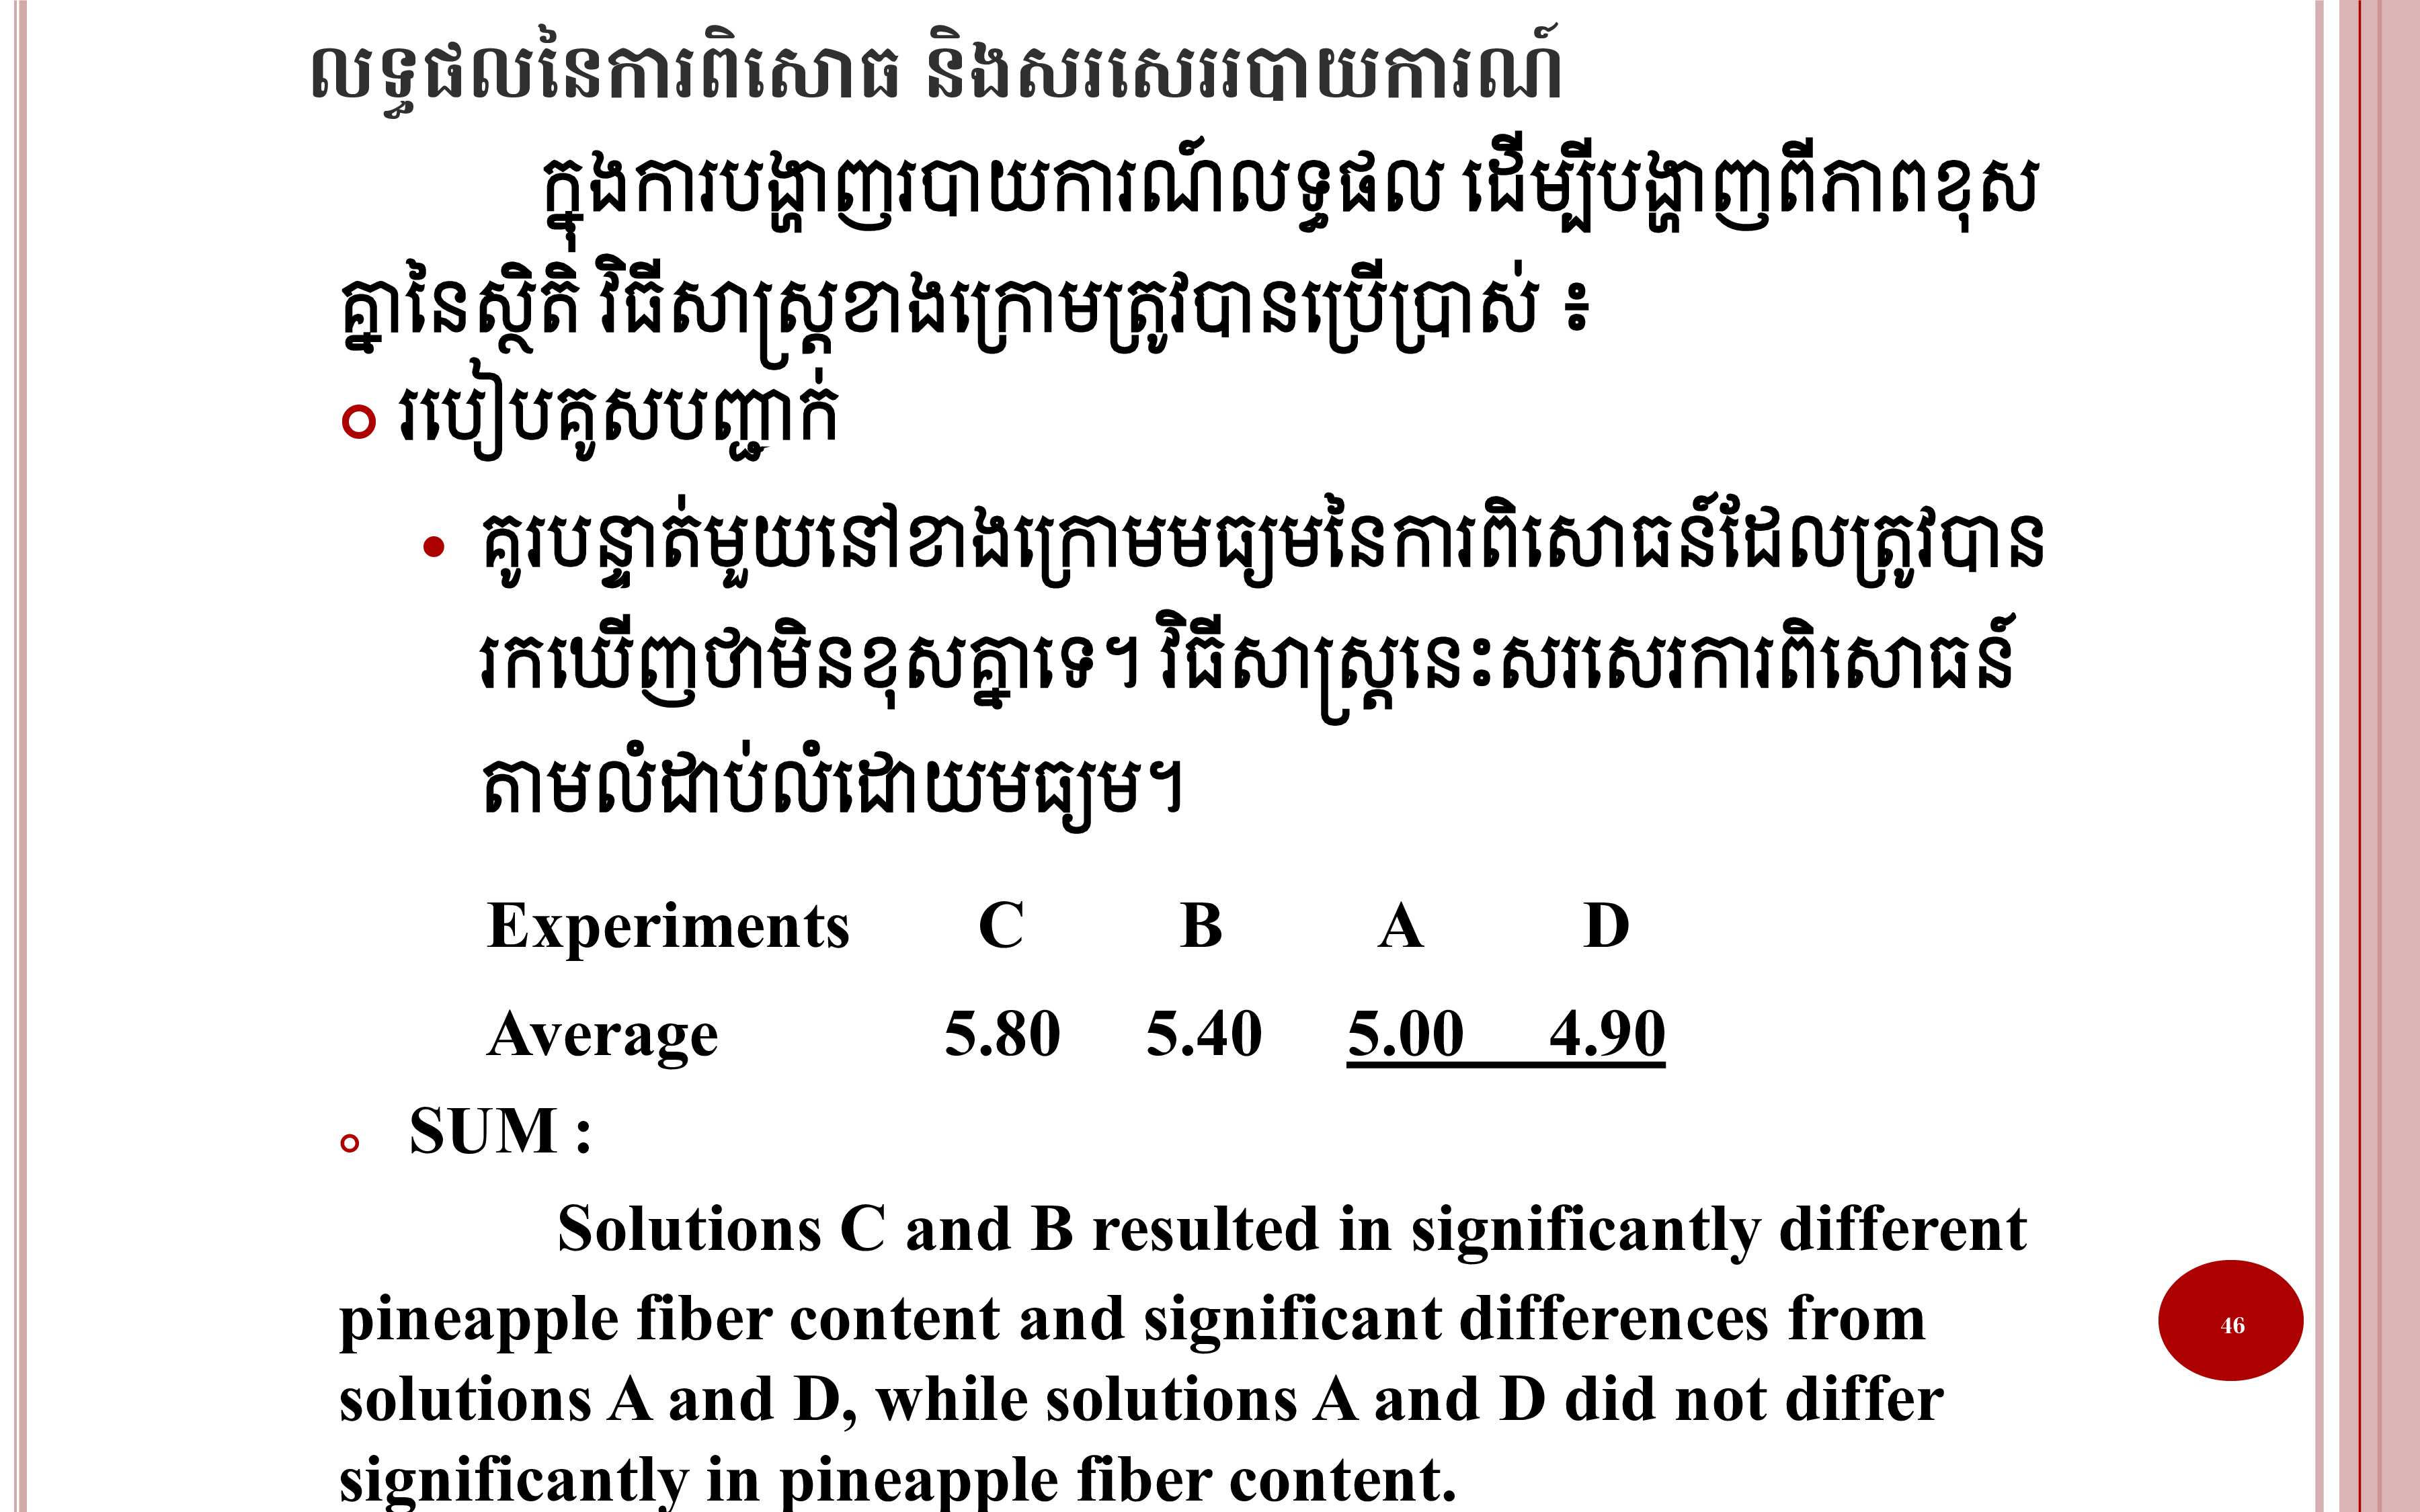 លទ្ធផលនៃការពិសោធ និងសរសេររបាយការណ៍
ក្នុងការបង្ហាញរបាយការណ៍លទ្ធផល ដើម្បីបង្ហាញពីភាពខុស
គ្នានៃស្ថិតិ វិធីសាស្ត្រខាងក្រោមត្រូវបានប្រើប្រាស់ ៖
របៀបគូសបញ្ជាក់
• គូរបន្ទាត់មួយនៅខាងក្រោមមធ្យមនៃការពិសោធន៍ដែលត្រូវបាន
រកឃើញថាមិនខុសគ្នាទេ។ វិធីសាស្ត្រនេះសរសេរការពិសោធន៍
តាមលំដាប់លំដោយមធ្យម។
Experiments C B A D
Average 5.80 5.40 5.00 4.90
SUM :
Solutions C and B resulted in significantly different
pineapple fiber content and significant differences from
solutions A and D, while solutions A and D did not differ
significantly in pineapple fiber content.
46